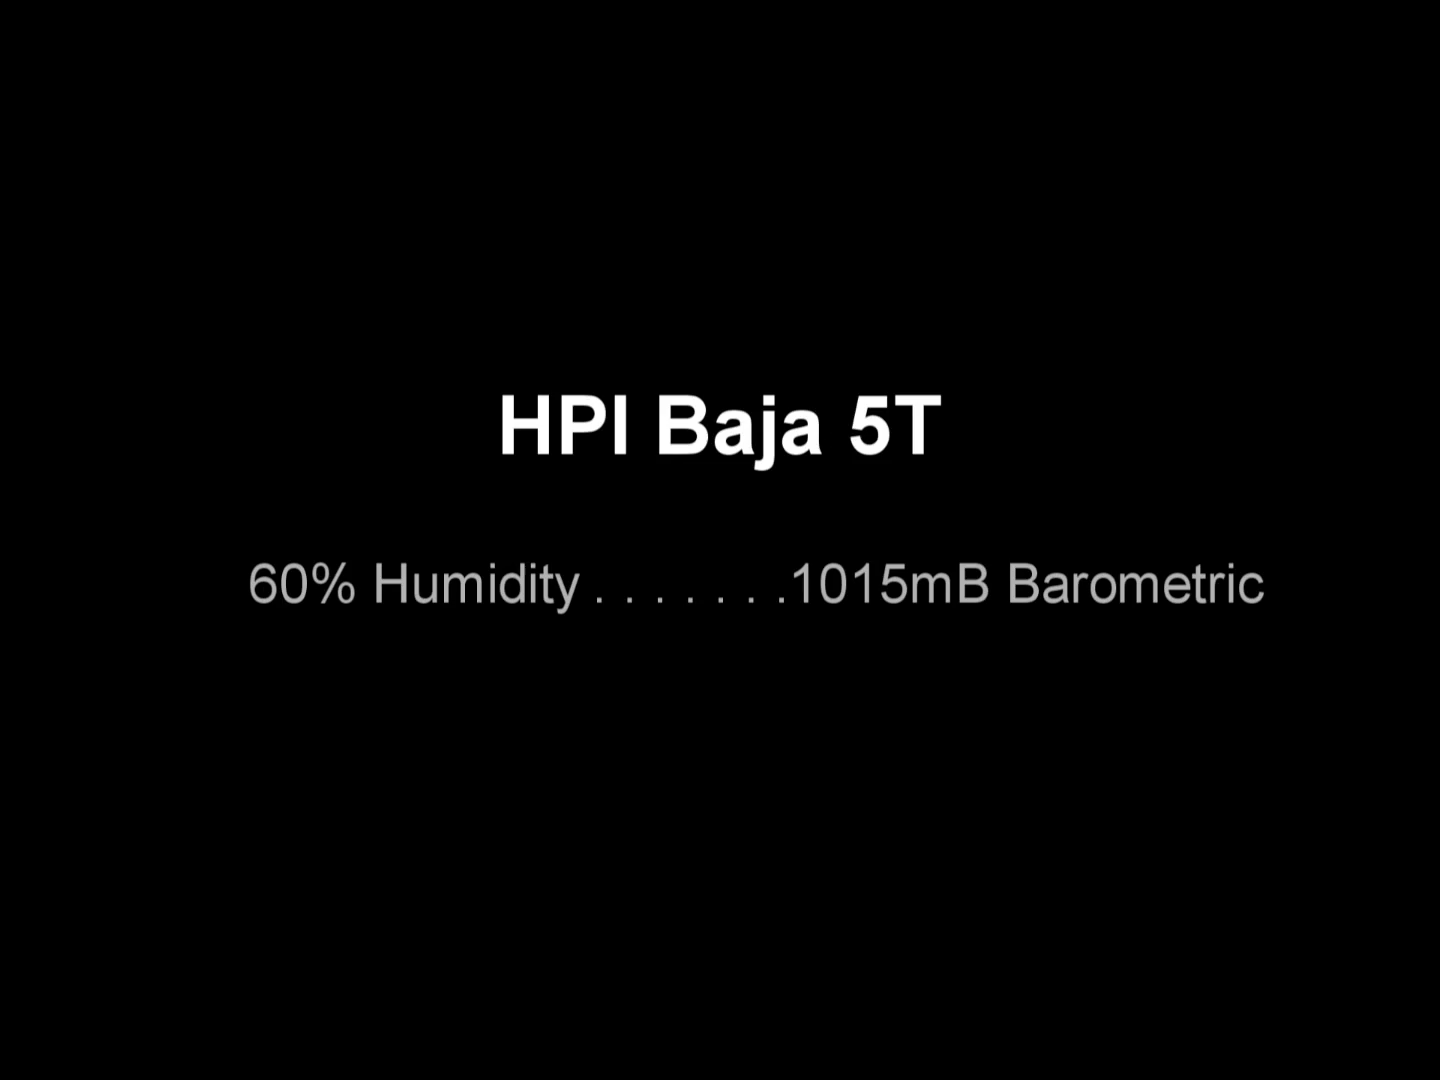 HPI Baja 5T
60% Humidity . . . . . . .1015mB Barometric